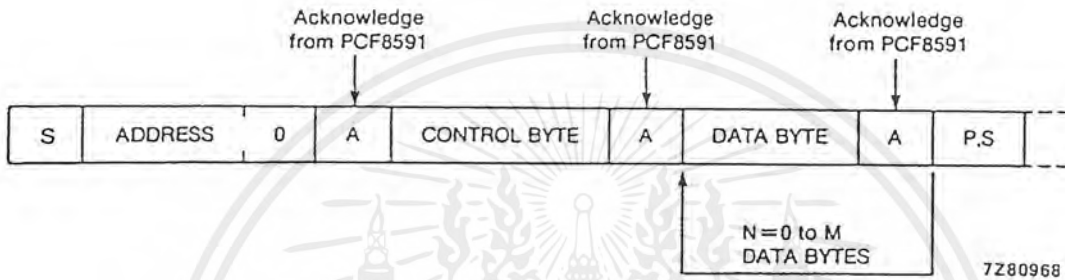 Acknowledge
from PCF8591
Acknowledge
from PCF8591
Acknowledge
from PCF8591
S ADDRESS 0 A CONTROL BYTE A DATA BYTE A P,S
N=0 to M
DATA BYTES
7Z80968